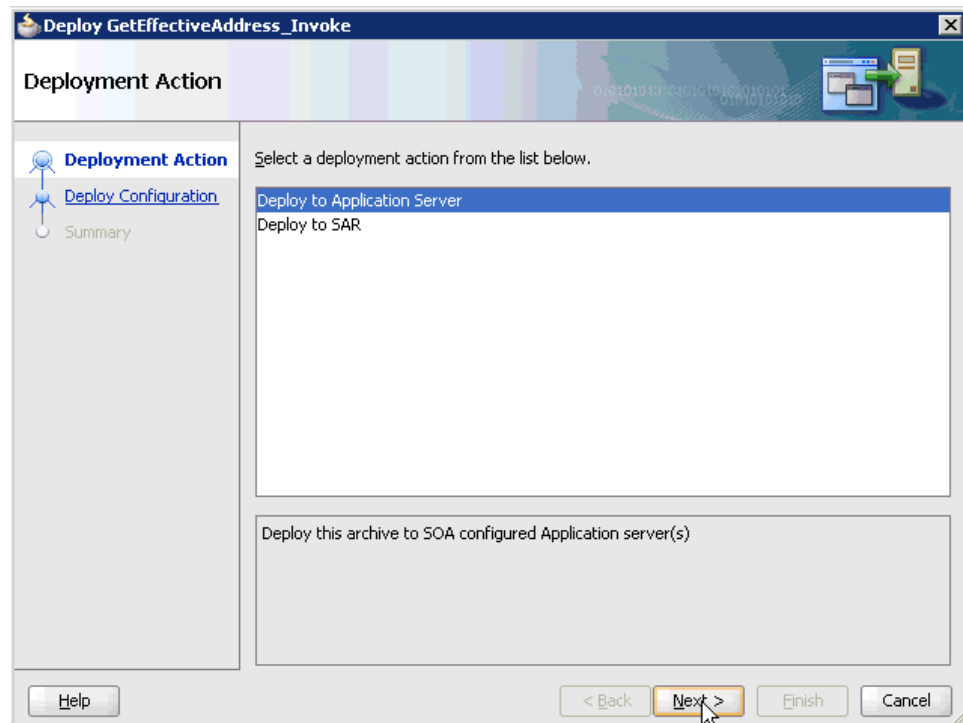 Deploy GetEffectiveAddress_Invoke
Deployment Action
Deployment Action
Deploy Configuration
Summary
Select a deployment action from the list below.
Deploy to Application Server
Deploy to SAR
Deploy this archive to SOA configured Application server(s)
Help
< Back
Next >
Finish
Cancel